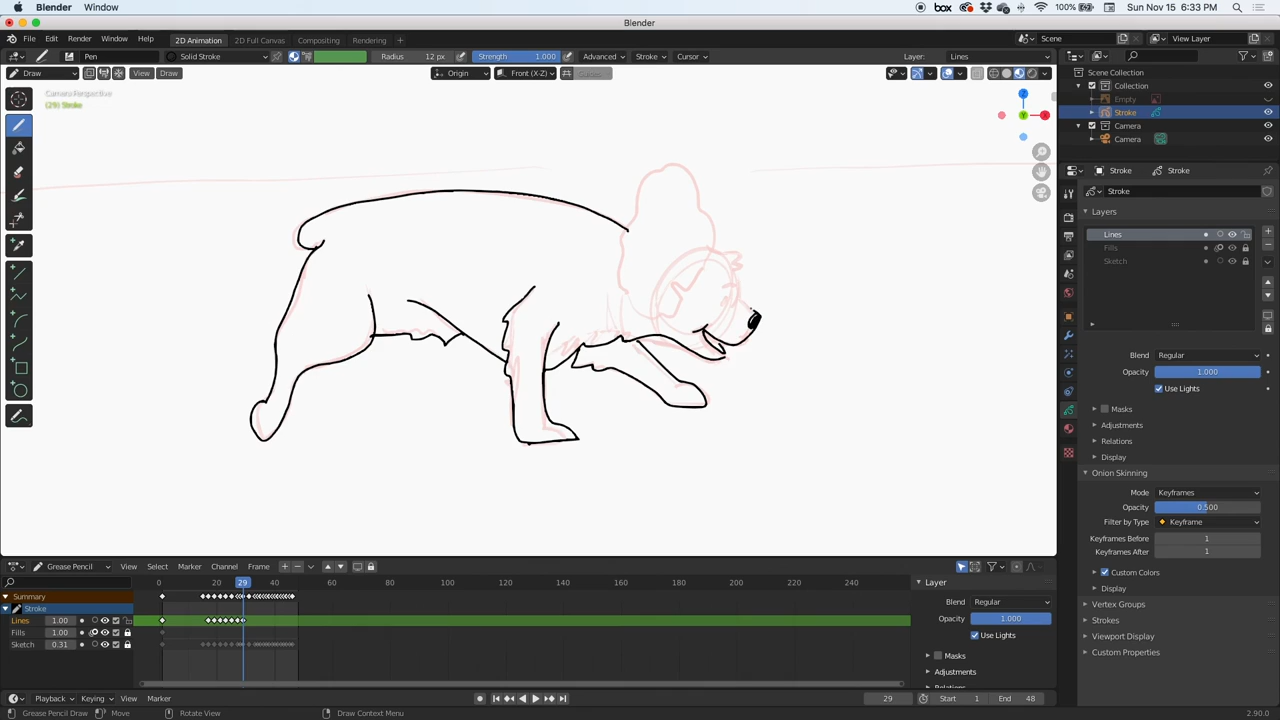 Blender Window box 100% Sun Nov 15 6:33 PM
Blender
File Edit Render Window Help 2D Animation 2D Full Canvas Compositing Rendering + Scene View Layer
Pen Solid Stroke Radius 12 px Strength 1.000 Advanced Stroke Cursor Layer: Lines
Draw View Draw Origin Front (X-Z) Guides
Camera Perspective
(29) Stroke
Z
Y
X
Scene Collection
Collection
Empty
Stroke
Camera
Camera
Stroke Stroke
Stroke
Layers
Lines
Fills
Sketch
Blend Regular
Opacity 1.000
Use Lights
Masks
Adjustments
Relations
Display
Onion Skinning
Mode Keyframes
Opacity 0.500
Filter by Type Keyframe
Keyframes Before 1
Keyframes After 1
Custom Colors
Display
Vertex Groups
Strokes
Viewport Display
Custom Properties
Grease Pencil View Select Marker Channel Frame
0 20 29 40 60 80 100 120 140 160 180 200 220 240
Summary
Stroke
Lines 1.00
Fills 1.00
Sketch 0.31
Layer
Blend Regular
Opacity 1.000
Use Lights
Masks
Adjustments
Relations
Playback Keying View Marker 29 Start 1 End 48
Grease Pencil Draw Move Rotate View Draw Context Menu 2.90.0